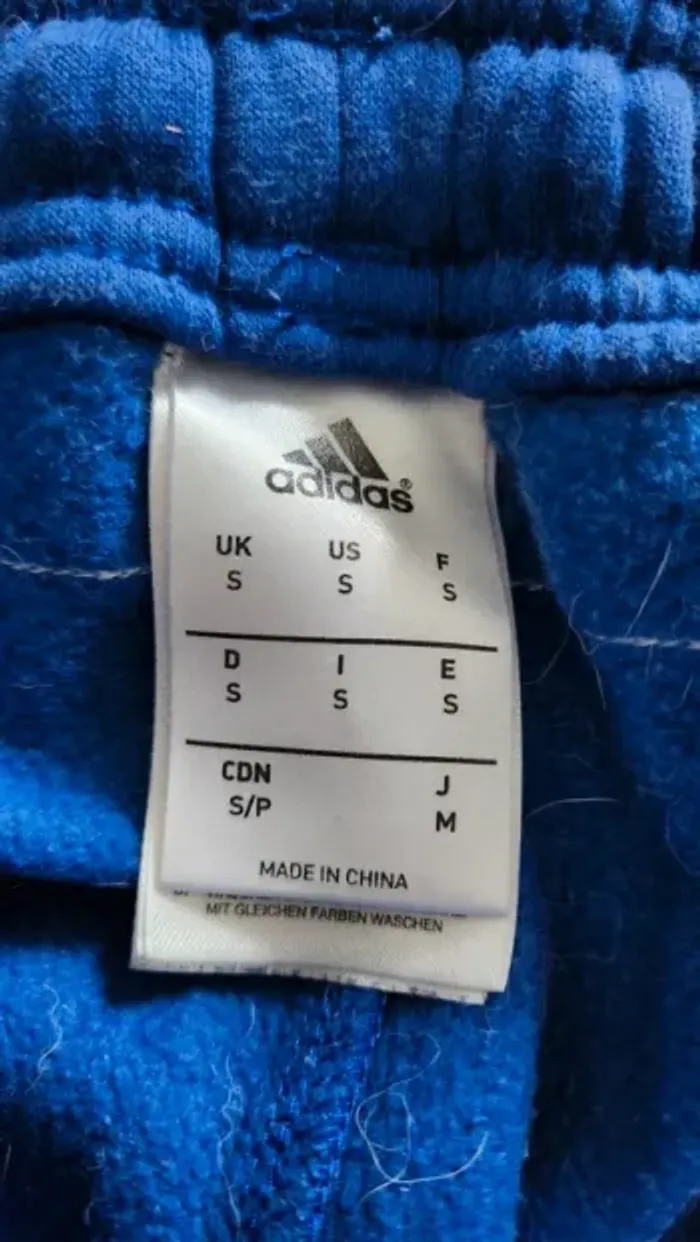 adidas®
UK US F
S S S
D I E
S S S
CDN J
S/P M
MADE IN CHINA
MIT GLEICHEN FARBEN WASCHEN